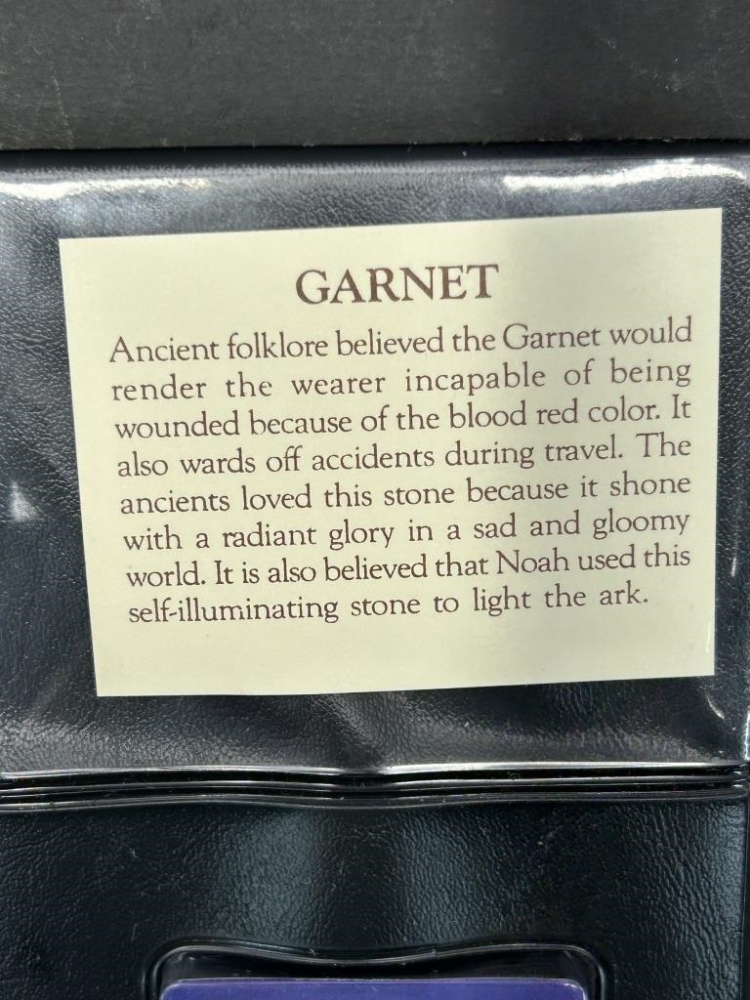 GARNET
Ancient folklore believed the Garnet would
render the wearer incapable of being
wounded because of the blood red color. It
also wards off accidents during travel. The
ancients loved this stone because it shone
with a radiant glory in a sad and gloomy
world. It is also believed that Noah used this
self-illuminating stone to light the ark.